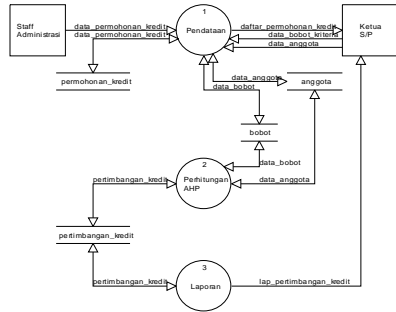 Staff
Administrasi
data_permohonan_kredit
data_permohonan_kredit
1
Pendataan
daftar_permohonan_kredit
data_bobot_kriteria
data_anggota
Ketua
S/P
permohonan_kredit
data_anggota
data_bobot
anggota
bobot
2
Perhitungan
AHP
data_bobot
data_anggota
pertimbangan_kredit
pertimbangan_kredit
3
Laporan
pertimbangan_kredit
lap_pertimbangan_kredit